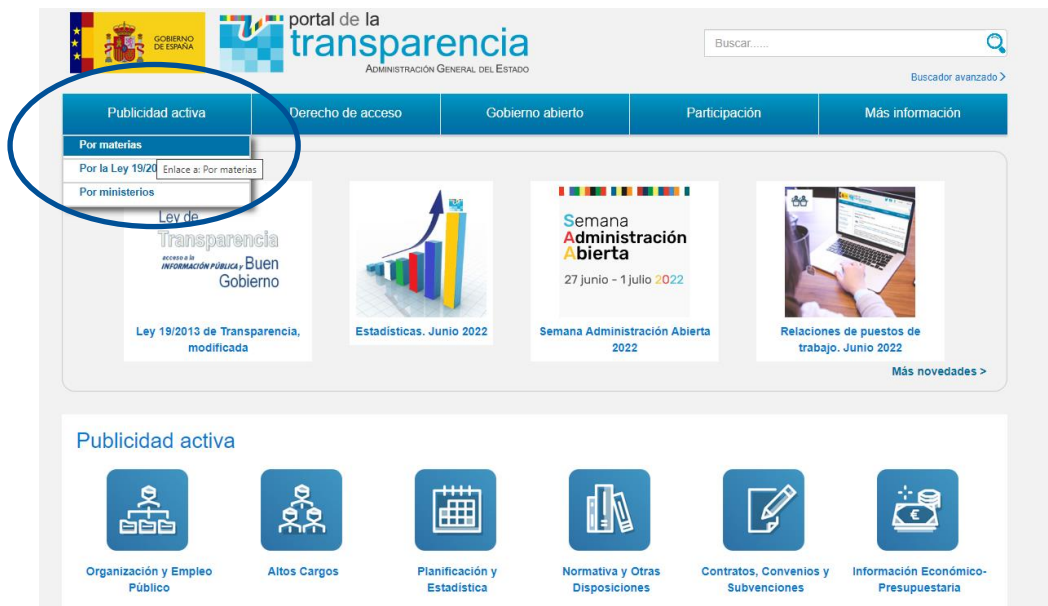 GOBIERNO
DE ESPAÑA
portal de la
transparencia
ADMINISTRACIÓN GENERAL DEL ESTADO
Buscar......
Buscador avanzado >
Publicidad activa
Derecho de acceso
Gobierno abierto
Participación
Más información
Por materias
Por la Ley 19/20
Enlace a: Por materias
Por ministerios
Ley de
Transparencia
acceso a la
INFORMACIÓN PÚBLICA y Buen
Gobierno
Semana
Administración
Abierta
27 junio - 1 julio 2022
Ley 19/2013 de Transparencia,
modificada
Estadísticas. Junio 2022
Semana Administración Abierta
2022
Relaciones de puestos de
trabajo. Junio 2022
Más novedades >
Publicidad activa
Organización y Empleo
Público
Altos Cargos
Planificación y
Estadística
Normativa y Otras
Disposiciones
Contratos, Convenios y
Subvenciones
Información Económico-
Presupuestaria